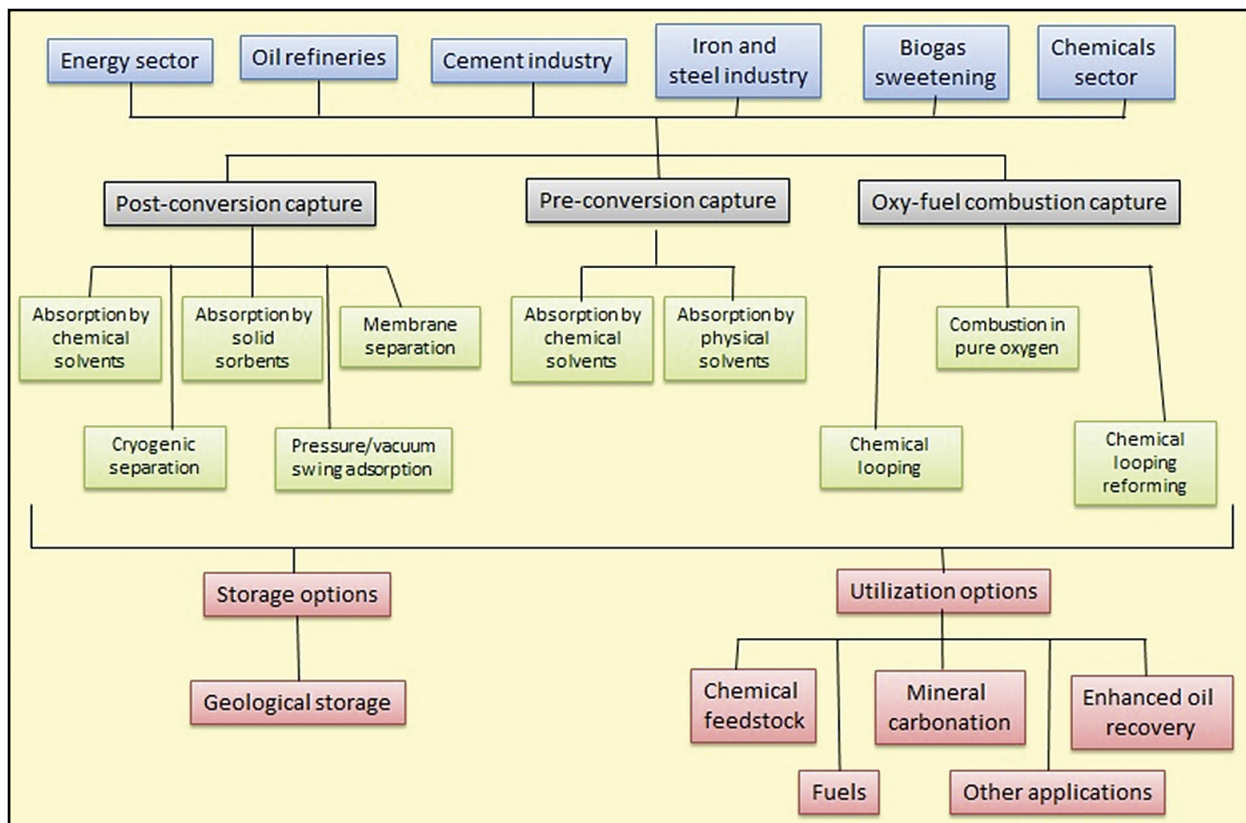 Energy sector
Oil refineries
Cement industry
Iron and
steel industry
Biogas
sweetening
Chemicals
sector
Post-conversion capture
Pre-conversion capture
Oxy-fuel combustion capture
Absorption by
chemical
solvents
Absorption by
solid
sorbents
Membrane
separation
Absorption by
chemical
solvents
Absorption by
physical
solvents
Combustion in
pure oxygen
Cryogenic
separation
Pressure/vacuum
swing adsorption
Chemical
looping
Chemical
looping
reforming
Storage options
Utilization options
Geological storage
Chemical
feedstock
Mineral
carbonation
Enhanced oil
recovery
Fuels
Other applications